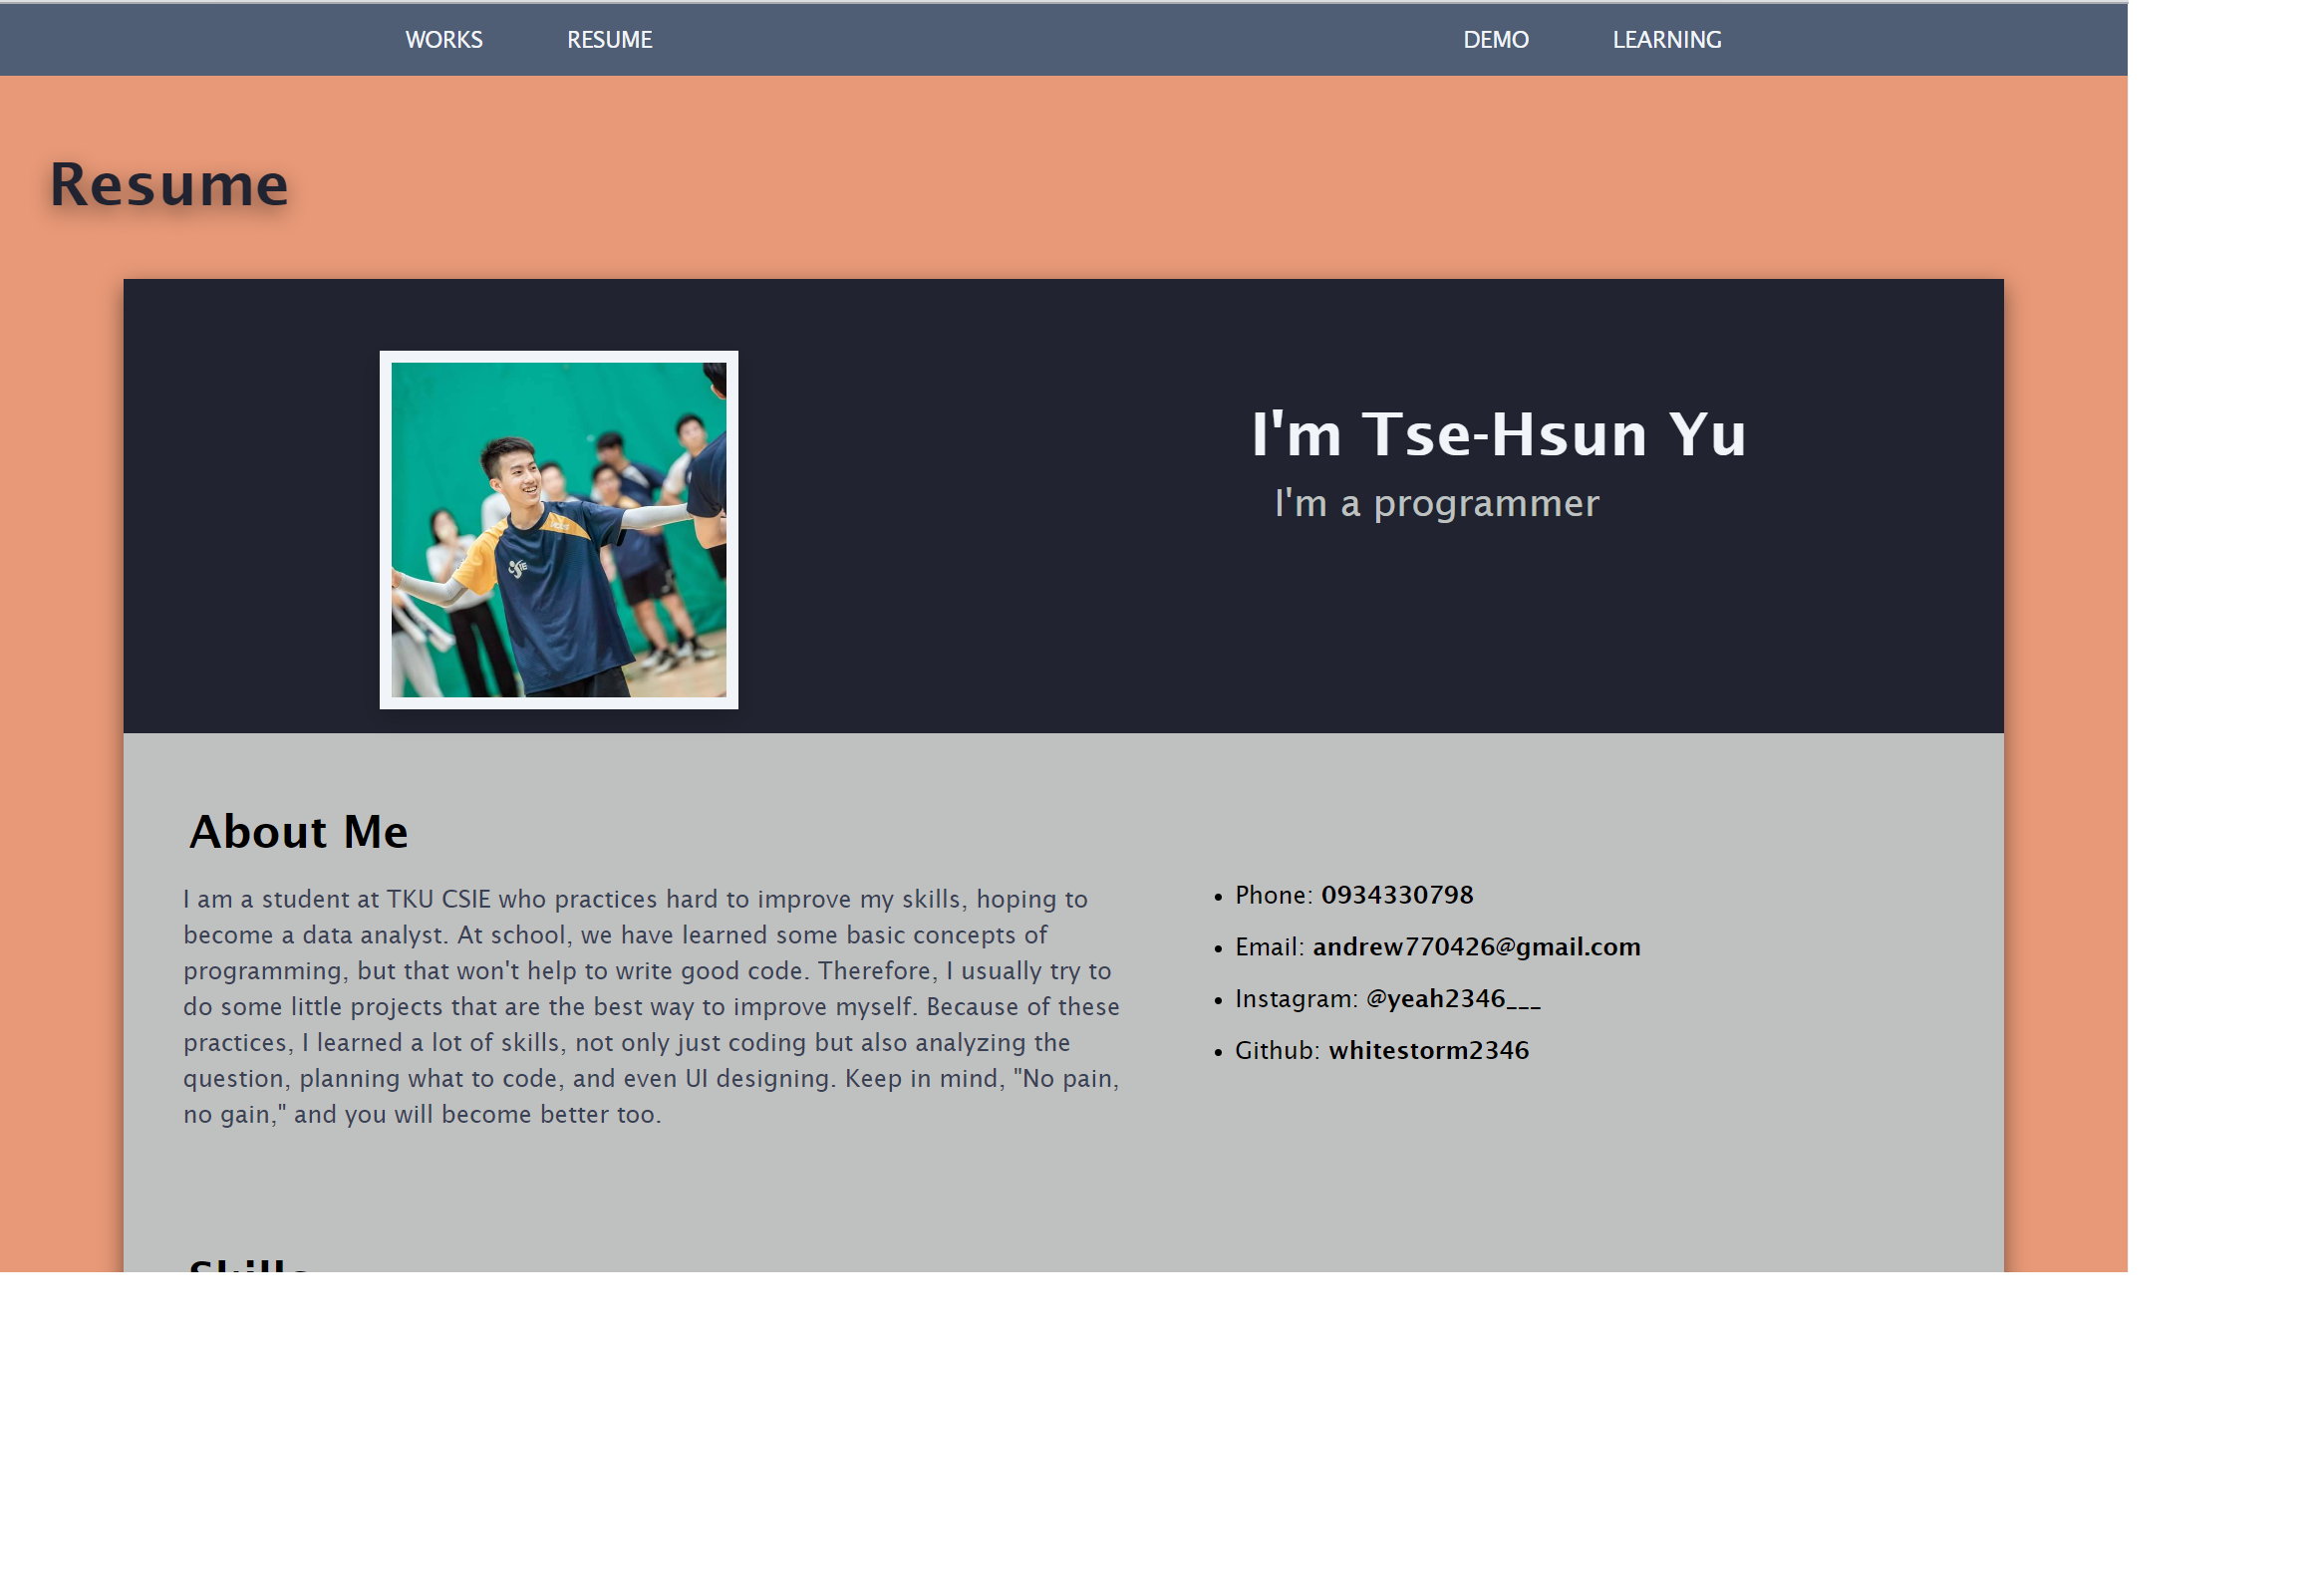 WORKS RESUME DEMO LEARNING
Resume
I'm Tse-Hsun Yu
I'm a programmer
About Me
I am a student at TKU CSIE who practices hard to improve my skills, hoping to
become a data analyst. At school, we have learned some basic concepts of
programming, but that won't help to write good code. Therefore, I usually try to
do some little projects that are the best way to improve myself. Because of these
practices, I learned a lot of skills, not only just coding but also analyzing the
question, planning what to code, and even UI designing. Keep in mind, "No pain,
no gain," and you will become better too.
• Phone: 0934330798
• Email: andrew770426@gmail.com
• Instagram: @yeah2346___
• Github: whitestorm2346
Skills